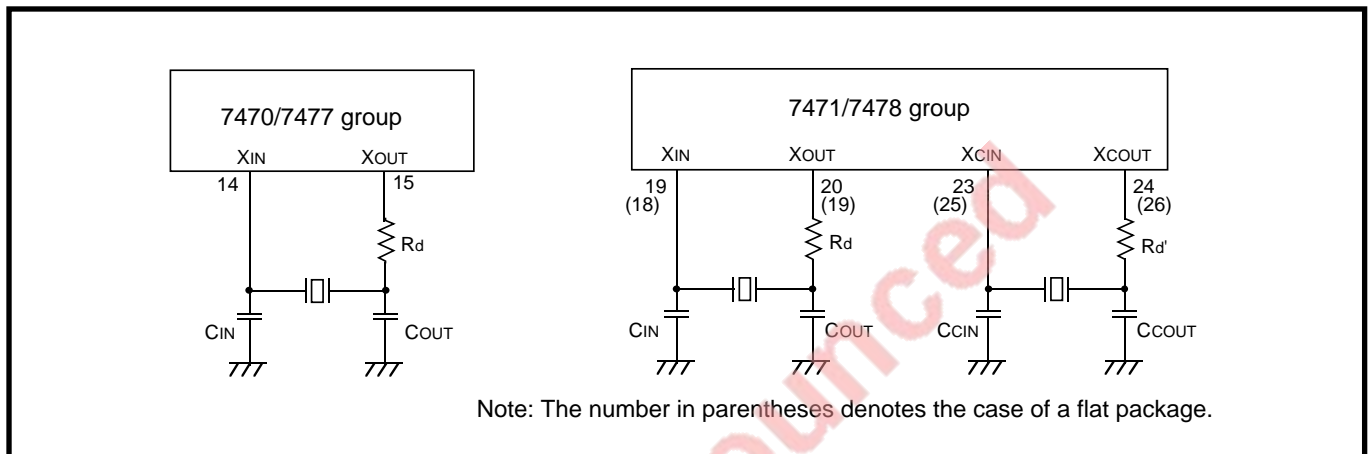 7470/7477 group
XIN XOUT
14 15
Rd
CIN COUT
7471/7478 group
XIN XOUT XCIN XCOUT
19 20 23 24
(18) (19) (25) (26)
Rd Rd'
CIN COUT CCIN CCOUT
Note: The number in parentheses denotes the case of a flat package.
ounced